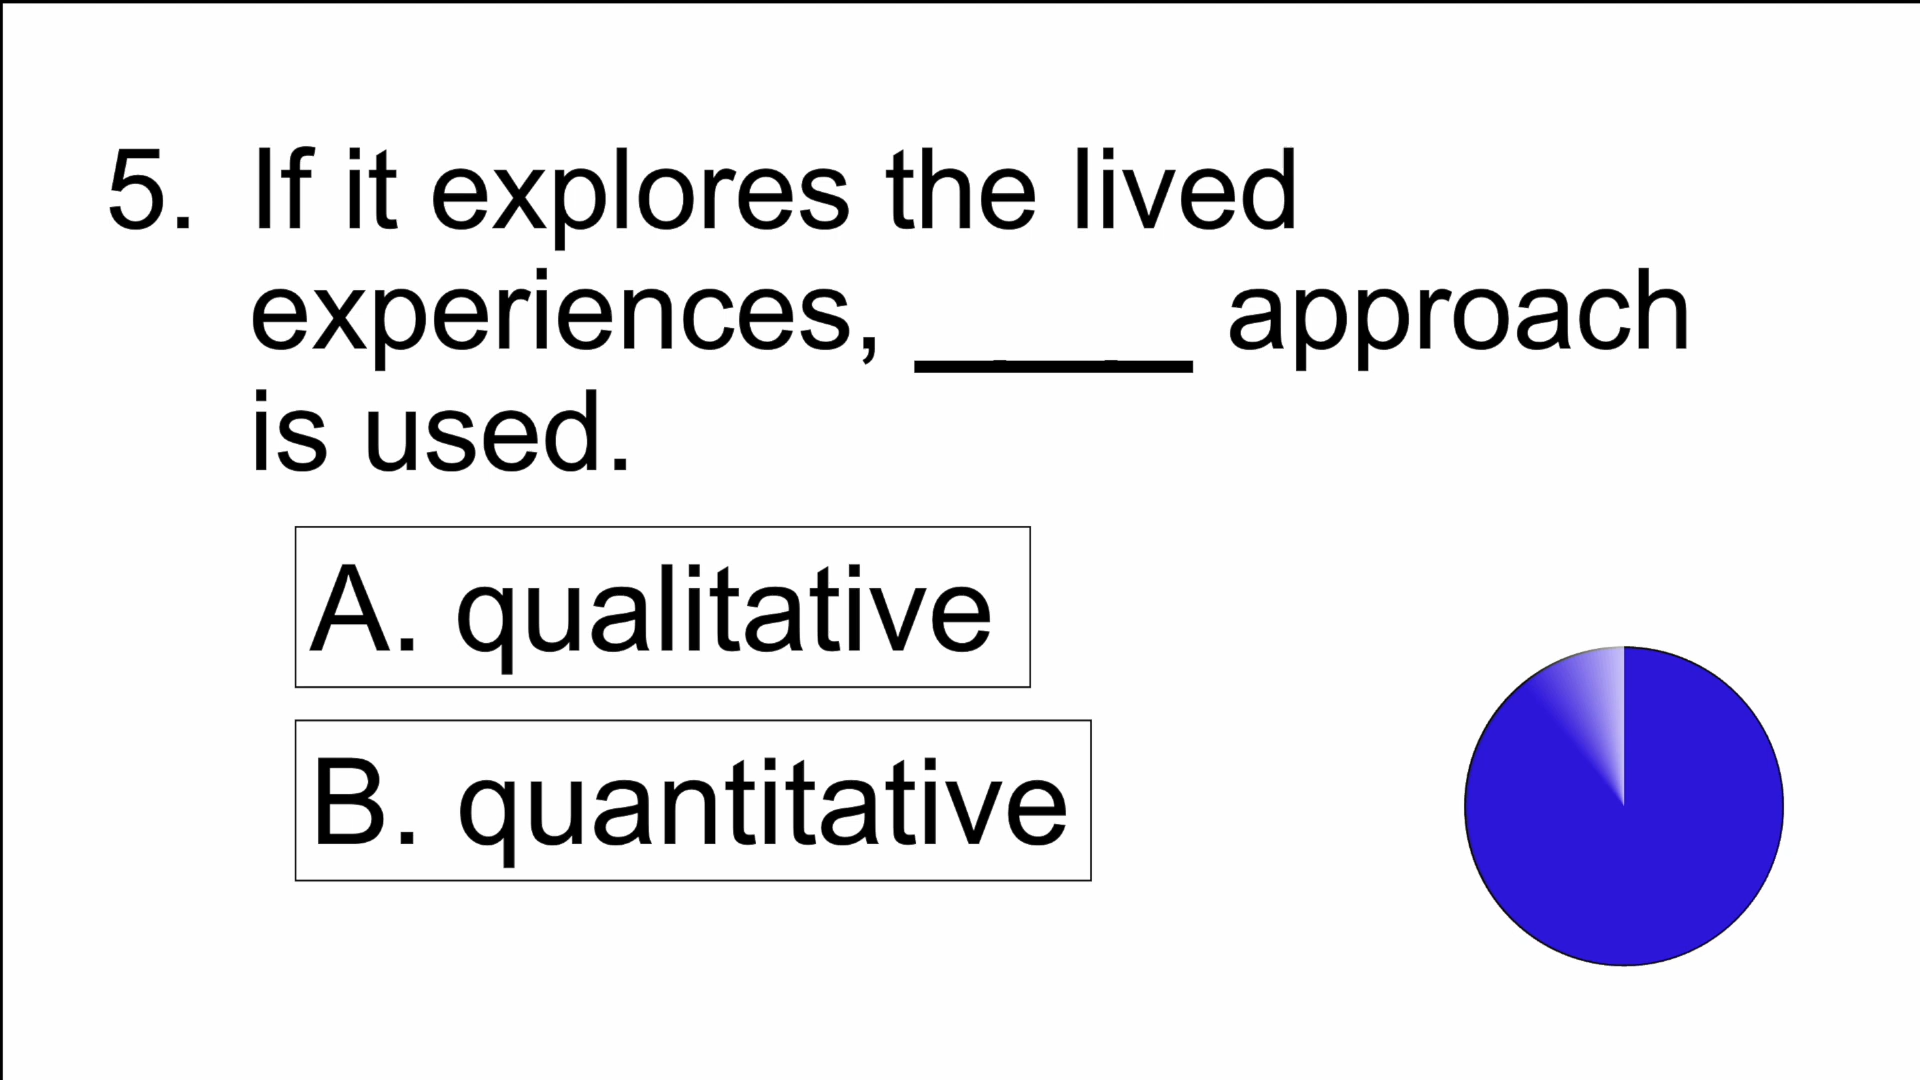 5. If it explores the lived
experiences, _____ approach
is used.
A. qualitative
B. quantitative